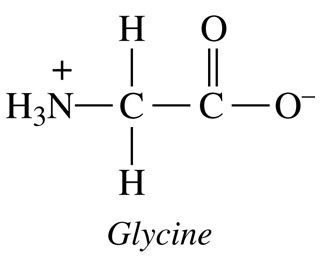 H O
+
H₃N—C—C—O⁻
H
Glycine